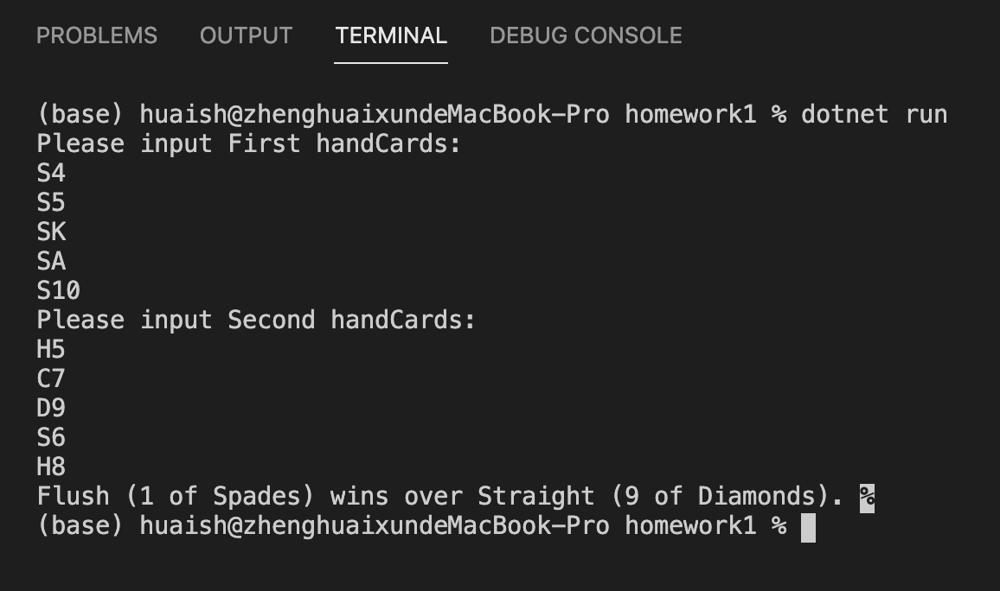 PROBLEMS OUTPUT TERMINAL DEBUG CONSOLE
(base) huaish@zhenghuaixundeMacBook-Pro homework1 % dotnet run
Please input First handCards:
S4
S5
SK
SA
S10
Please input Second handCards:
H5
C7
D9
S6
H8
Flush (1 of Spades) wins over Straight (9 of Diamonds). %
(base) huaish@zhenghuaixundeMacBook-Pro homework1 %